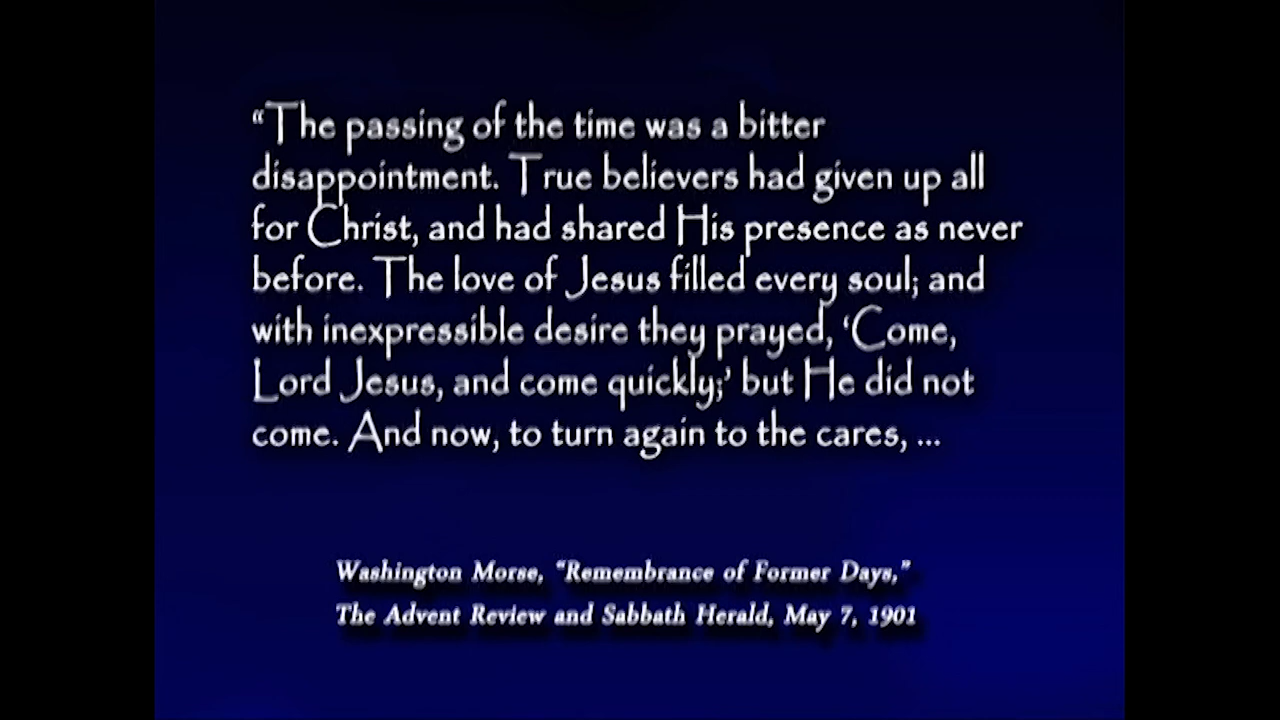 “The passing of the time was a bitter
disappointment. True believers had given up all
for Christ, and had shared His presence as never
before. The love of Jesus filled every soul; and
with inexpressible desire they prayed, ‘Come,
Lord Jesus, and come quickly;’ but He did not
come. And now, to turn again to the cares, ...
Washington Morse, “Remembrance of Former Days,”
The Advent Review and Sabbath Herald, May 7, 1901